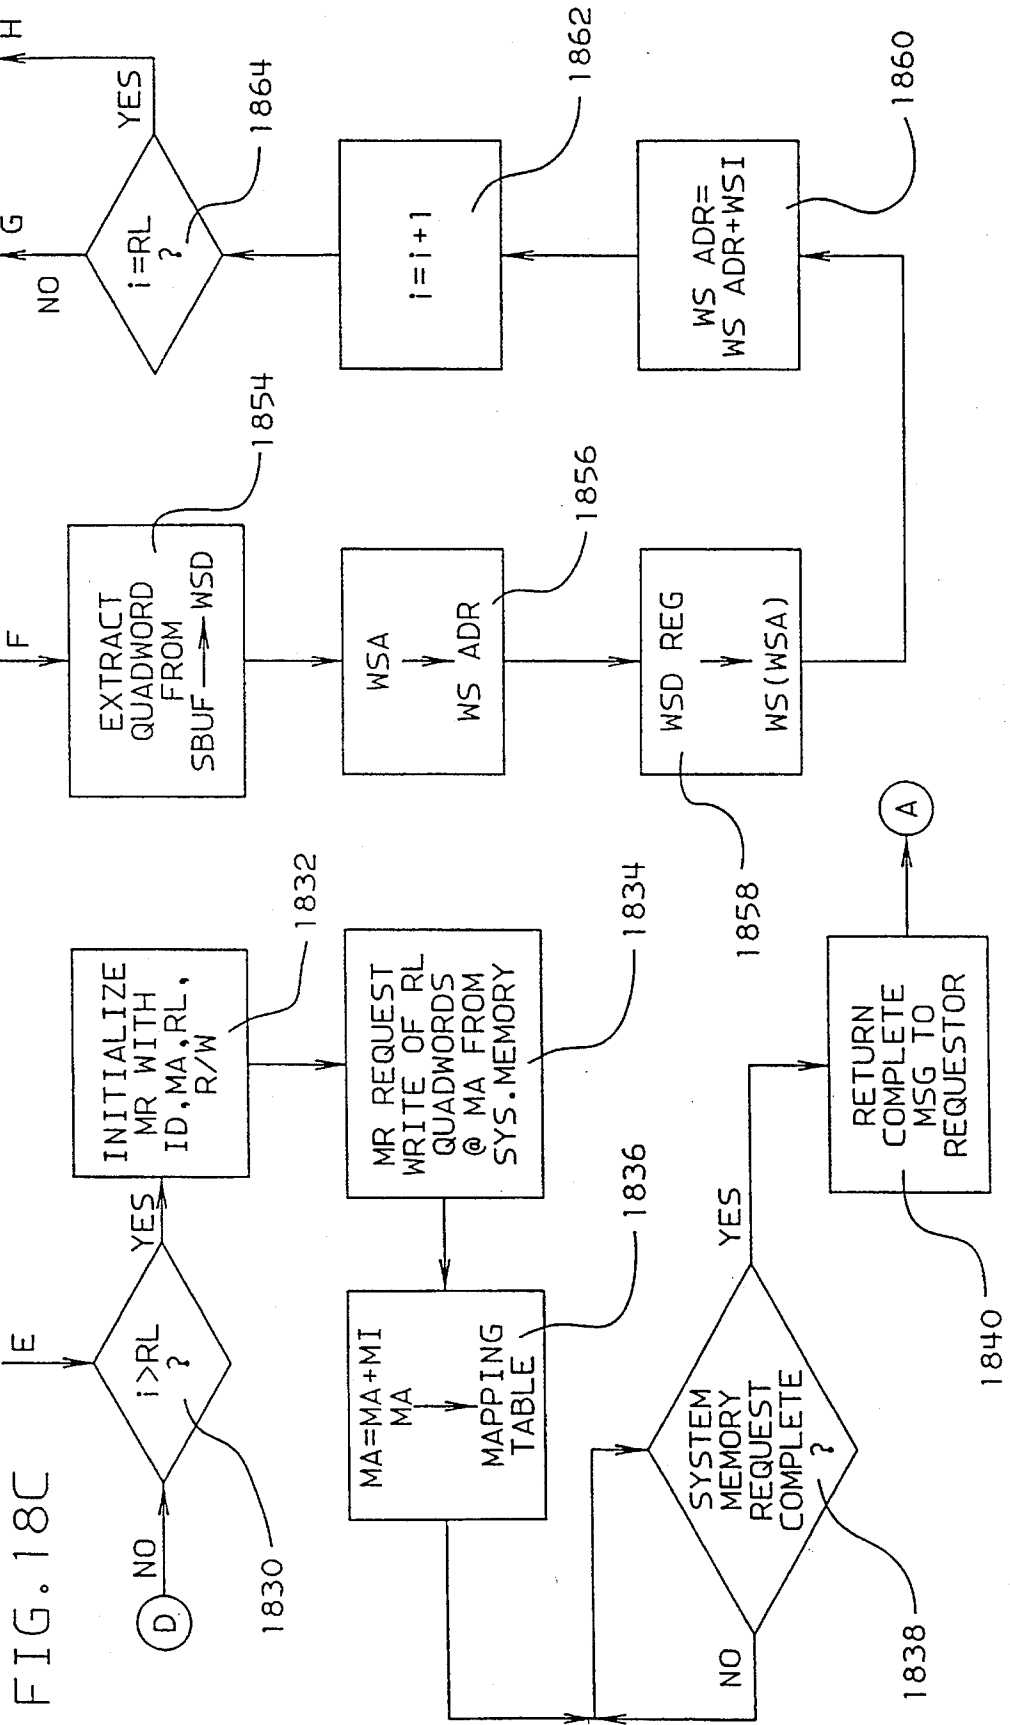 FIG.18C
E
F
G
H
D
NO
i>RL
?
YES
1830
INITIALIZE
MR WITH
ID,MA,RL,
R/W
1832
MR REQUEST
WRITE OF RL
QUADWORDS
@ MA FROM
SYS.MEMORY
1834
MA=MA+MI
MA
MAPPING
TABLE
1836
SYSTEM
MEMORY
REQUEST
COMPLETE
?
NO
YES
1838
RETURN
COMPLETE
MSG TO
REQUESTOR
1840
A
EXTRACT
QUADWORD
FROM
SBUF → WSD
1854
WSA
WS ADR
1856
WSD REG
WS(WSA)
1858
WS ADR=
WS ADR+WSI
1860
i=i+1
1862
i=RL
?
NO
YES
1864